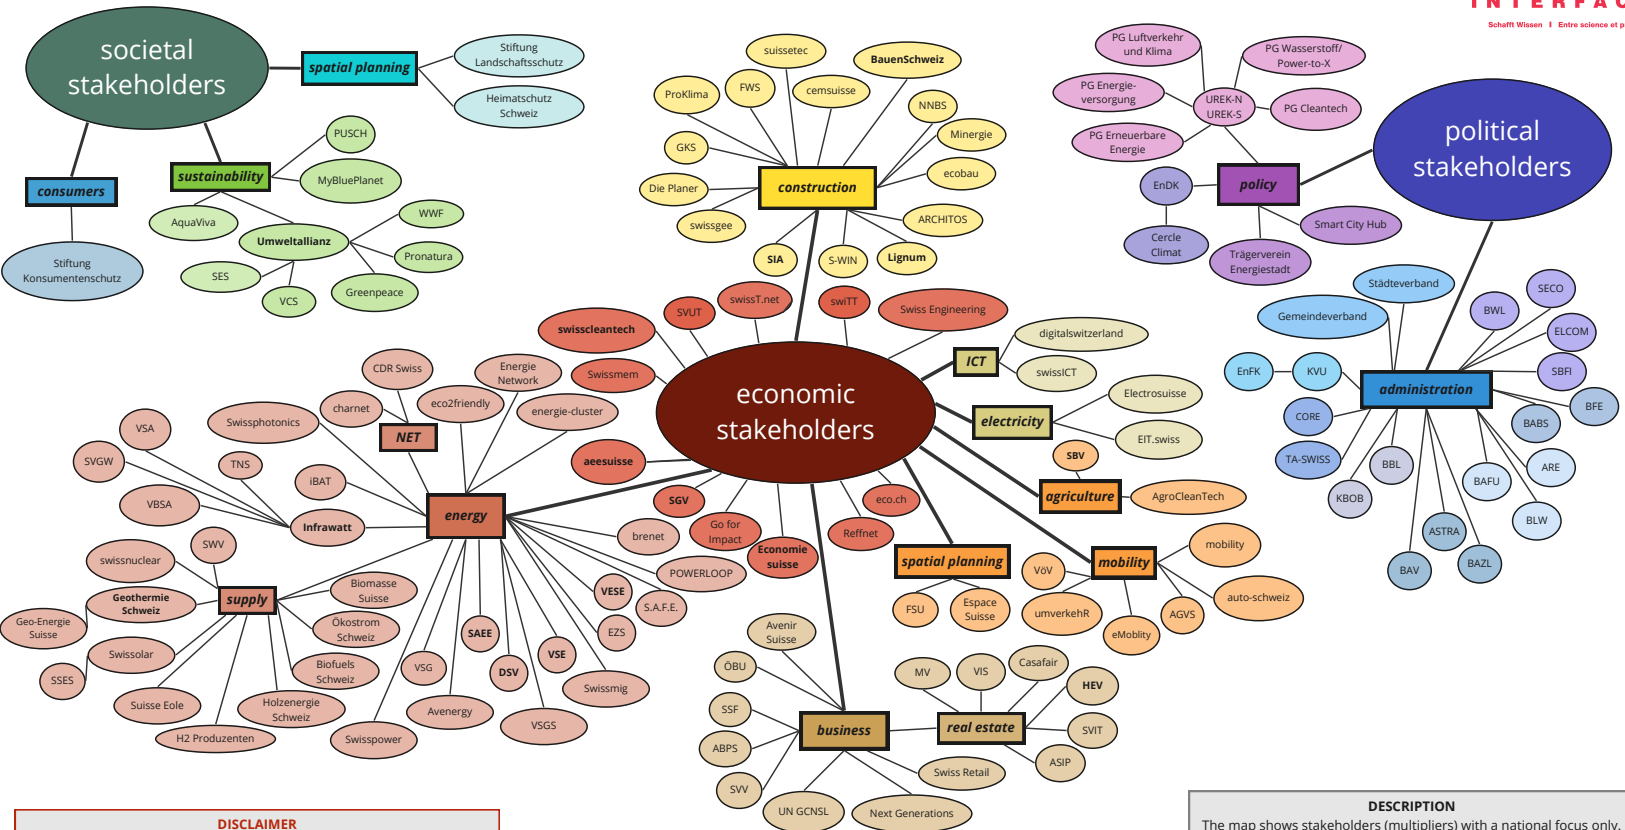 INTERFAC
Schafft Wissen I Entre science et p
societal
stakeholders
spatial planning
Stiftung
Landschaftsschutz
Heimatschutz
Schweiz
consumers
Stiftung
Konsumentenschutz
sustainability
PUSCH
MyBluePlanet
AquaViva
Umweltallianz
WWF
Pronatura
Greenpeace
VCS
SES
suissetec
BauenSchweiz
FWS
cemsuisse
ProKlima
NNBS
Minergie
GKS
ecobau
Die Planer
construction
swissgee
ARCHITOS
SIA
S-WIN
Lignum
PG Luftverkehr
und Klima
PG Wasserstoff/
Power-to-X
PG Energie-
versorgung
UREK-N
UREK-S
PG Cleantech
PG Erneuerbare
Energie
political
stakeholders
EnDK
policy
Cercle
Climat
Smart City Hub
Trägerverein
Energiestadt
Städteverband
Gemeindeverband
SECO
BWL
ELCOM
SBFI
EnFK
KVU
administration
BFE
CORE
BABS
TA-SWISS
BBL
KBOB
BAFU
ARE
BLW
ASTRA
BAV
BAZL
swisscleantech
SVUT
swissT.net
swiTT
Swiss Engineering
Swissmem
economic
stakeholders
ICT
digitalswitzerland
swissICT
electricity
Electrosuisse
EIT.swiss
SBV
agriculture
AgroCleanTech
aeesuisse
SGV
Go for
Impact
Economie
suisse
Reffnet
eco.ch
spatial planning
FSU
Espace
Suisse
mobility
VöV
umverkehR
eMoblity
AGVS
mobility
auto-schweiz
CDR Swiss
Energie
Network
charnet
eco2friendly
energie-cluster
NET
Swissphotonics
VSA
SVGW
TNS
iBAT
VBSA
Infrawatt
energy
brenet
POWERLOOP
S.A.F.E.
VESE
EZS
VSE
Swissmig
SAEE
DSV
VSGS
VSG
Avenergy
Swisspower
SWV
swissnuclear
Geothermie
Schweiz
supply
Biomasse
Suisse
Geo-Energie
Suisse
Ökostrom
Schweiz
Swissolar
SSES
Biofuels
Schweiz
Suisse Eole
Holzenergie
Schweiz
H2 Produzenten
Avenir
Suisse
ÖBU
SSF
ABPS
SVV
business
UN GCNSL
Next Generations
Swiss Retail
real estate
MV
VIS
Casafair
HEV
SVIT
ASIP
DISCLAIMER
DESCRIPTION
The map shows stakeholders (multipliers) with a national focus only.